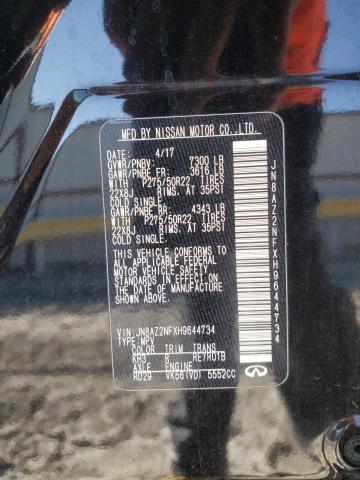 MFD BY NISSAN MOTOR CO.,LTD.
DATE: 4/17
GVWR/PNBV: 7300 LB
GAWR/PNBE FR: 3616 LB
WITH P275/50R22 TIRES
22X8J RIMS. AT 35PSI
COLD SINGLE.
GAWR/PNBE RR: 4343 LB
WITH P275/50R22 TIRES
22X8J RIMS. AT 35PSI
COLD SINGLE.
THIS VEHICLE CONFORMS TO
ALL APPLICABLE FEDERAL
MOTOR VEHICLE SAFETY
STANDARDS IN EFFECT ON THE
DATE OF MANUFACTURE SHOWN
ABOVE.
VIN: JN8AZ2NFXH9644734
TYPE: MPV
COLOR TRIM TRANS
KH3 B RE7R01B
AXLE ENGINE
R029 VK56(VD) 5552CC
INFINITI
JN8AZ2NFXH9644734